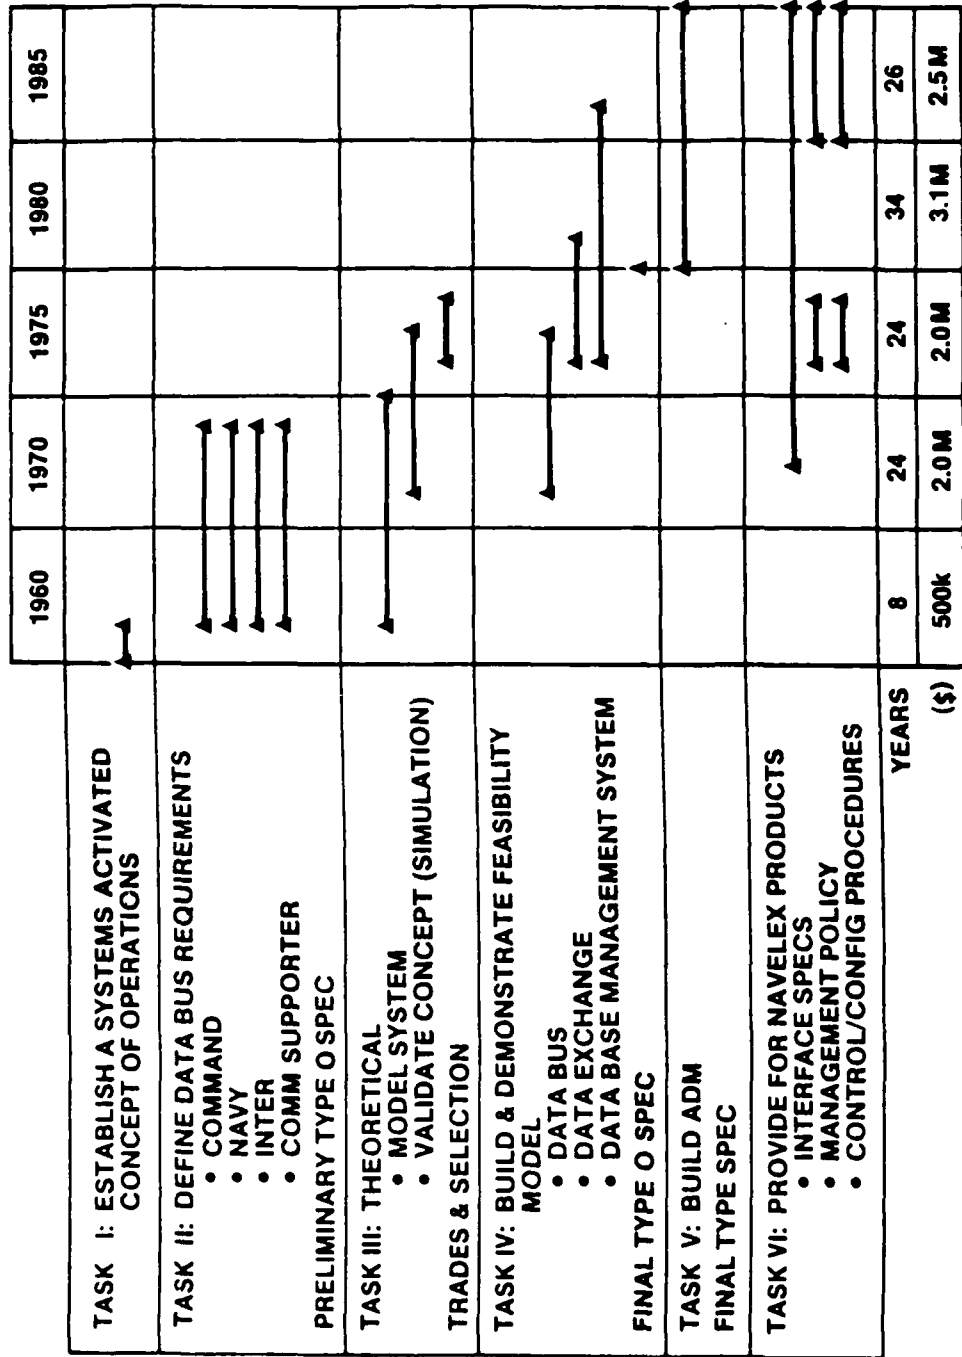 1960 1970 1975 1980 1985
TASK I: ESTABLISH A SYSTEMS ACTIVATED
CONCEPT OF OPERATIONS
TASK II: DEFINE DATA BUS REQUIREMENTS
• COMMAND
• NAVY
• INTER
• COMM SUPPORTER
PRELIMINARY TYPE O SPEC
TASK III: THEORETICAL
• MODEL SYSTEM
• VALIDATE CONCEPT (SIMULATION)
TRADES & SELECTION
TASK IV: BUILD & DEMONSTRATE FEASIBILITY
MODEL
• DATA BUS
• DATA EXCHANGE
• DATA BASE MANAGEMENT SYSTEM
FINAL TYPE O SPEC
TASK V: BUILD ADM
FINAL TYPE SPEC
TASK VI: PROVIDE FOR NAVELEX PRODUCTS
• INTERFACE SPECS
• MANAGEMENT POLICY
• CONTROL/CONFIG PROCEDURES
YEARS 8 24 24 34 26
($) 500k 2.0 M 2.0 M 3.1 M 2.5 M